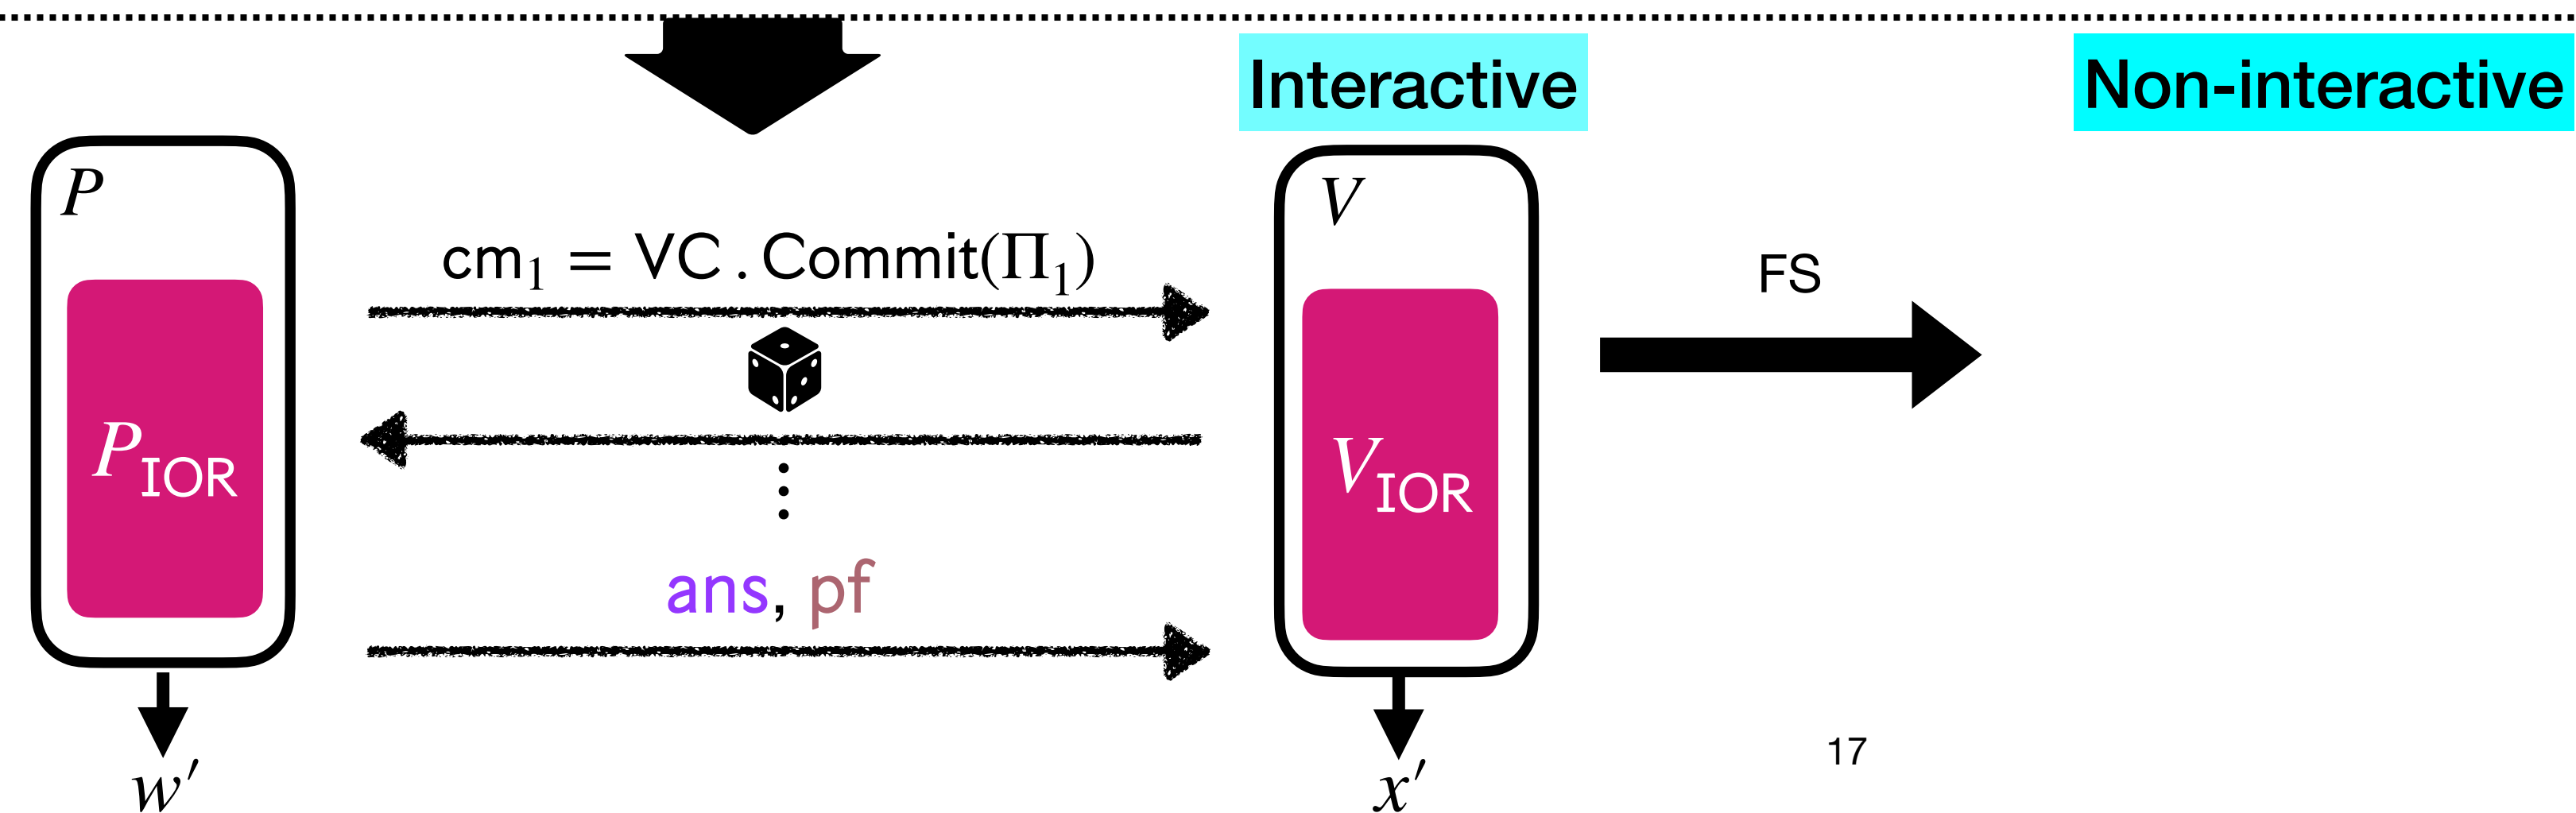 Interactive
Non-interactive
P
V
cm₁ = VC . Commit(Π₁)
FS
P_IOR
V_IOR
ans, pf
17
w′
x′